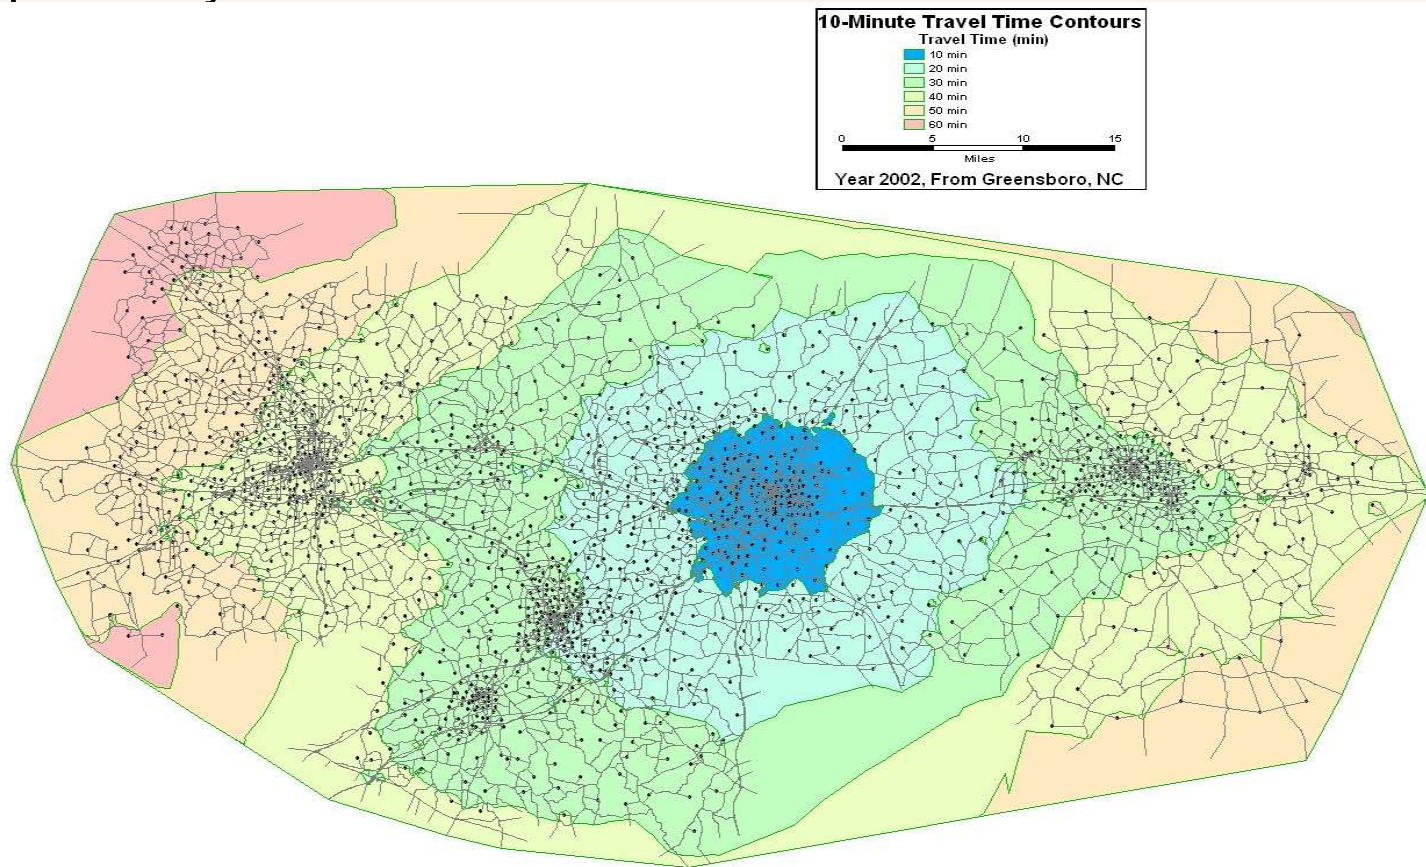 10-Minute Travel Time Contours
Travel Time (min)
10 min
20 min
30 min
40 min
50 min
60 min
0 5 10 15
Miles
Year 2002, From Greensboro, NC